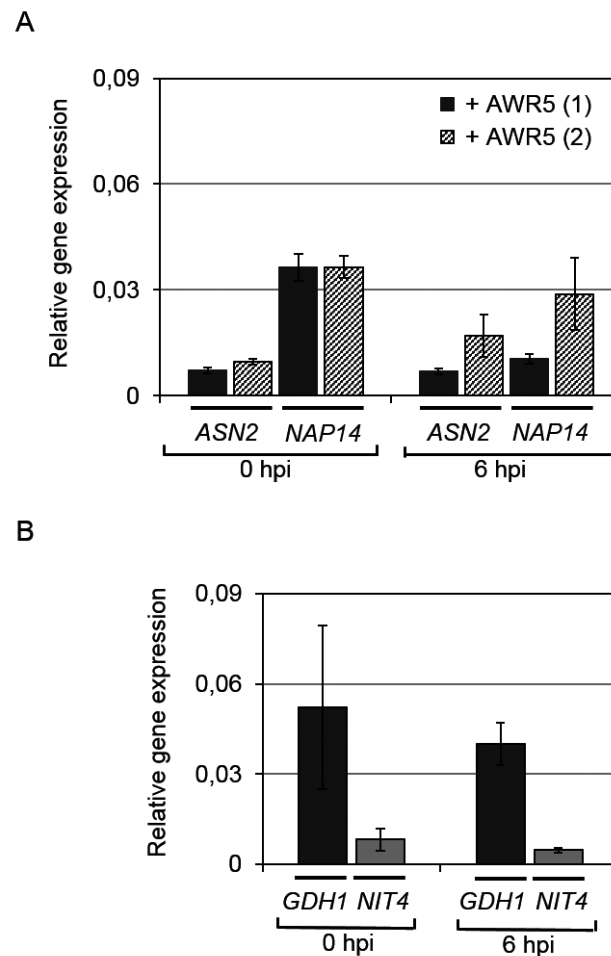 A
Relative gene expression
0,09
0,06
0,03
0
+ AWR5 (1)
+ AWR5 (2)
ASN2 NAP14 ASN2 NAP14
0 hpi 6 hpi
B
Relative gene expression
0,09
0,06
0,03
0
GDH1 NIT4 GDH1 NIT4
0 hpi 6 hpi